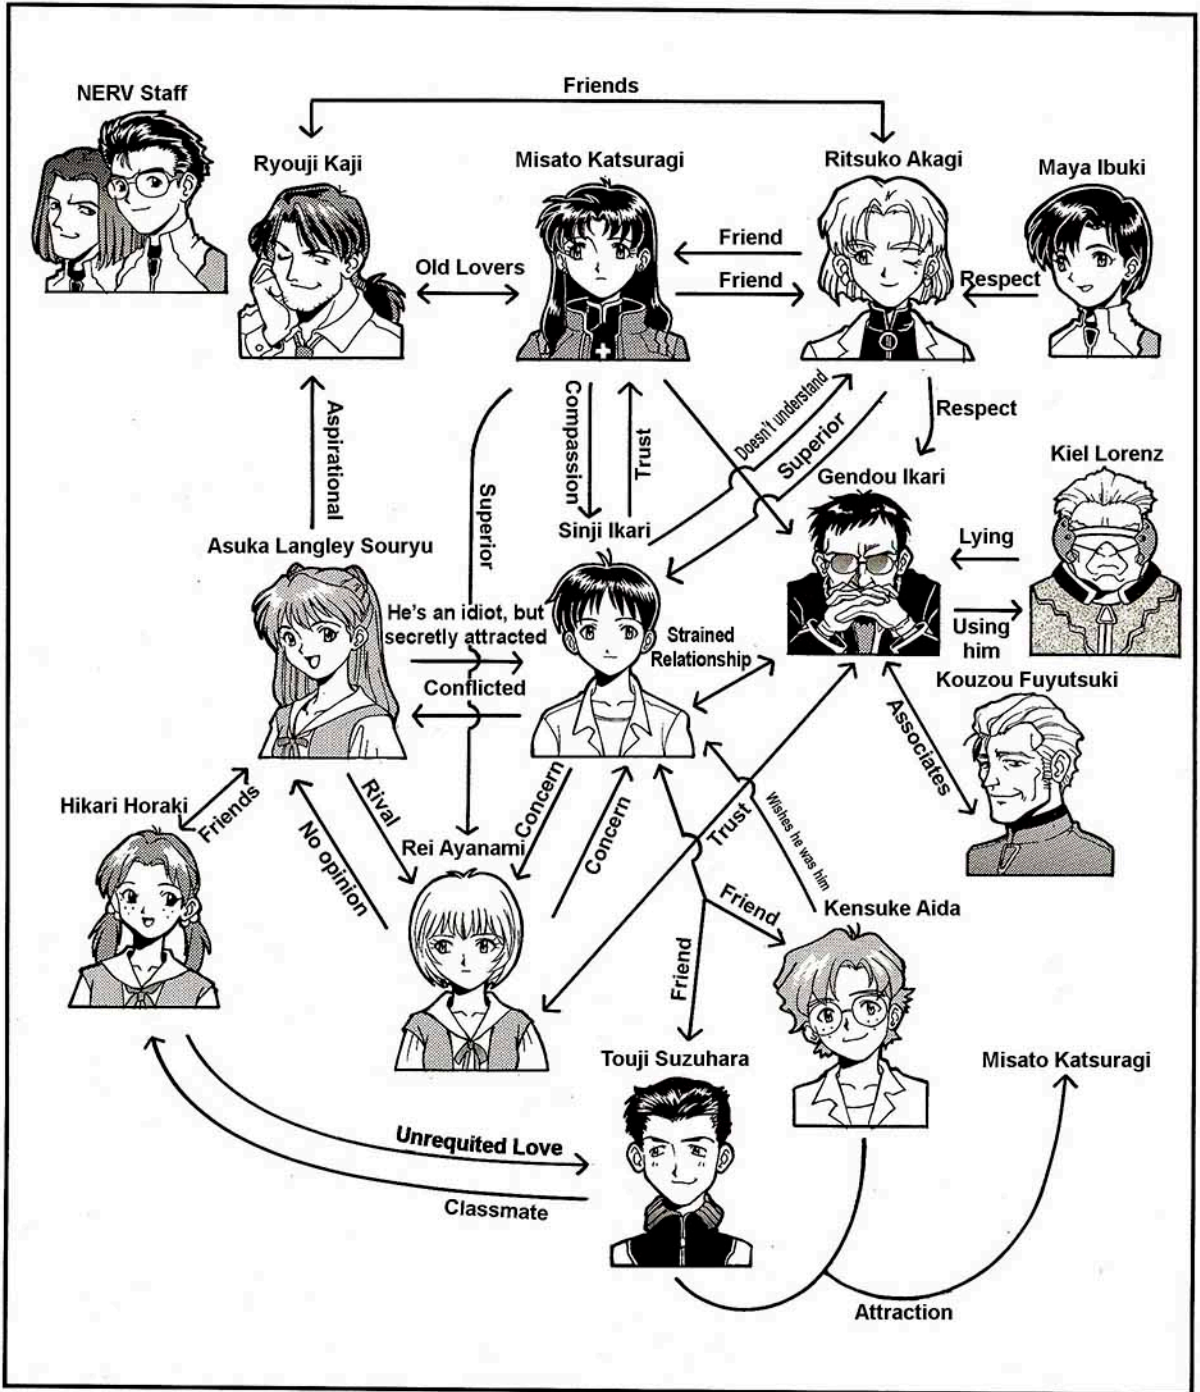 Friends
NERV Staff
Ryouji Kaji
Misato Katsuragi
Ritsuko Akagi
Maya Ibuki
Friend
Old Lovers
Friend
Respect
Aspirational
Superior
Compassion
Trust
Doesn't understand
Superior
Respect
Gendou Ikari
Kiel Lorenz
Sinji Ikari
Asuka Langley Souryu
Lying
He's an idiot, but
secretly attracted
Strained
Relationship
Using
him
Conflicted
Kouzou Fuyutsuki
Associates
Hikari Horaki
Friends
Rival
No opinion
Rei Ayanami
Concern
Concern
Trust
Wishes he was him
Friend
Kensuke Aida
Friend
Touji Suzuhara
Misato Katsuragi
Unrequited Love
Classmate
Attraction